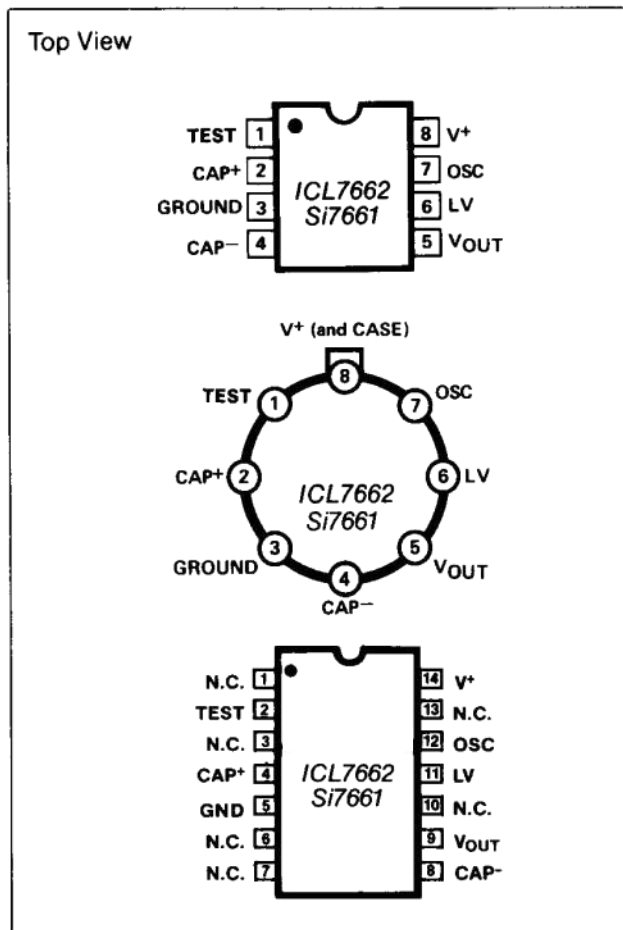 Top View
TEST 1 8 V+
CAP+ 2 7 OSC
GROUND 3 6 LV
CAP− 4 5 VOUT
ICL7662
Si7661
V+ (and CASE)
8
TEST 1 7 OSC
CAP+ 2 6 LV
ICL7662
Si7661
GROUND 3 5 VOUT
4
CAP−
N.C. 1 14 V+
TEST 2 13 N.C.
N.C. 3 12 OSC
CAP+ 4 11 LV
GND 5 10 N.C.
N.C. 6 9 VOUT
N.C. 7 8 CAP-
ICL7662
Si7661